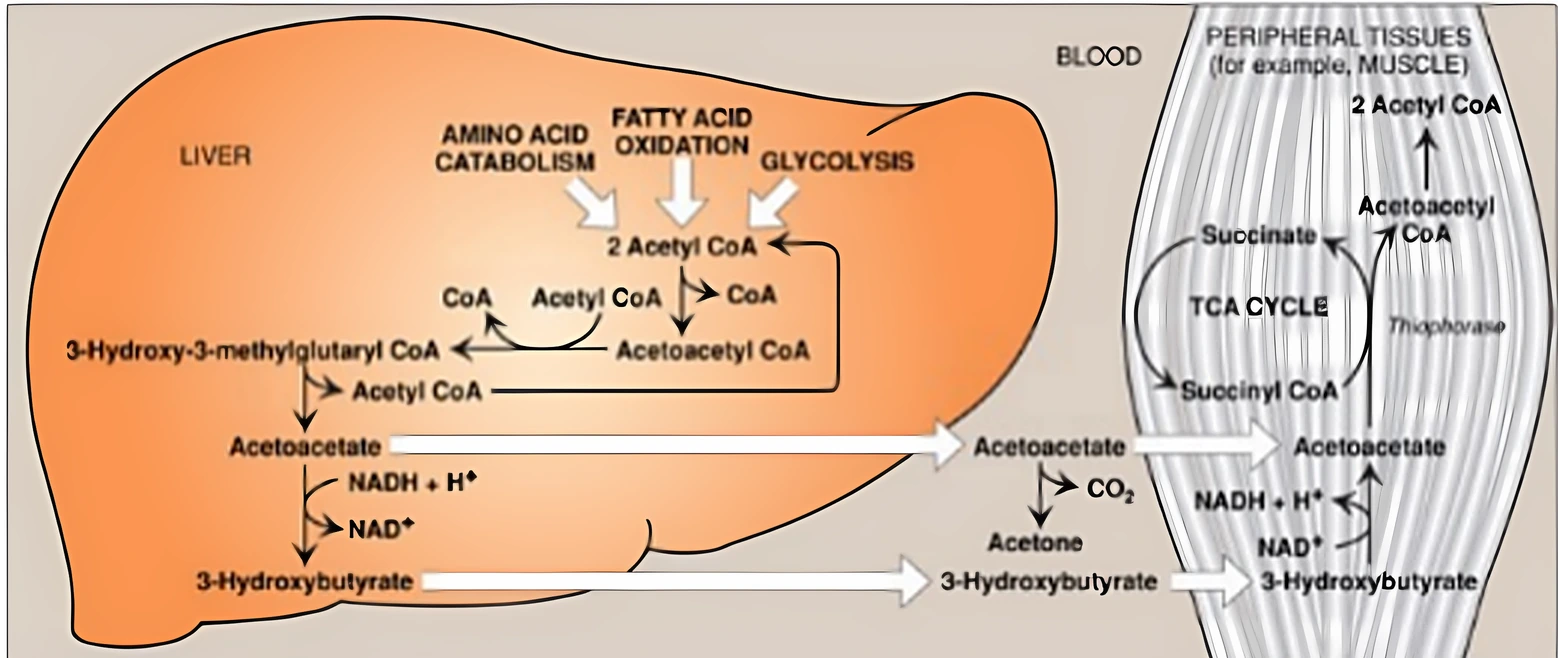 BLOOD
PERIPHERAL TISSUES
(for example, MUSCLE)
2 Acetyl CoA
LIVER
AMINO ACID
CATABOLISM
FATTY ACID
OXIDATION
GLYCOLYSIS
2 Acetyl CoA
CoA
Acetyl CoA
CoA
3-Hydroxy-3-methylglutaryl CoA
Acetoacetyl CoA
Acetyl CoA
Acetoacetate
NADH + H+
NAD+
3-Hydroxybutyrate
Acetoacetate
CO2
Acetone
3-Hydroxybutyrate
Acetoacetyl
CoA
Succinate
TCA CYCLE
Thiophorase
Succinyl CoA
Acetoacetate
NADH + H+
NAD+
3-Hydroxybutyrate